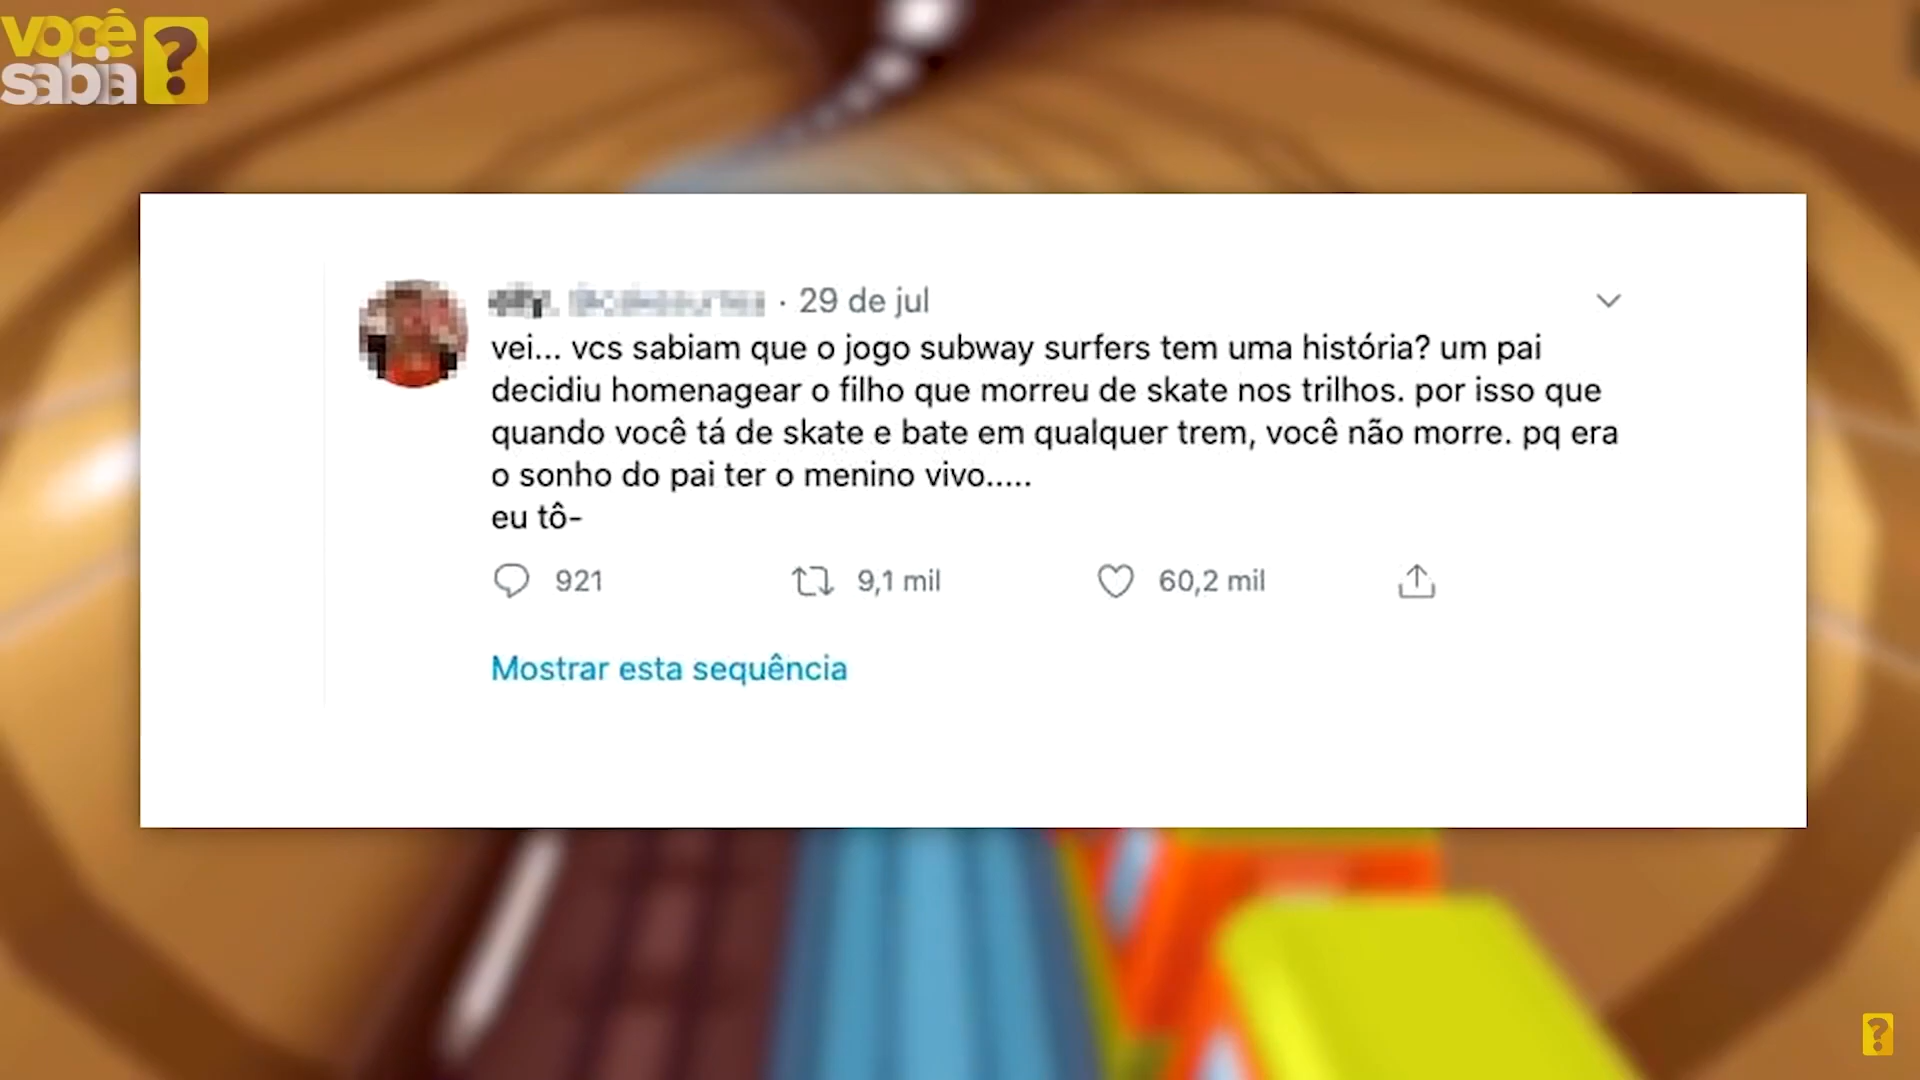 você
sabia
?
· 29 de jul
vei... vcs sabiam que o jogo subway surfers tem uma história? um pai
decidiu homenagear o filho que morreu de skate nos trilhos. por isso que
quando você tá de skate e bate em qualquer trem, você não morre. pq era
o sonho do pai ter o menino vivo.....
eu tô-
921 9,1 mil 60,2 mil
Mostrar esta sequência
?